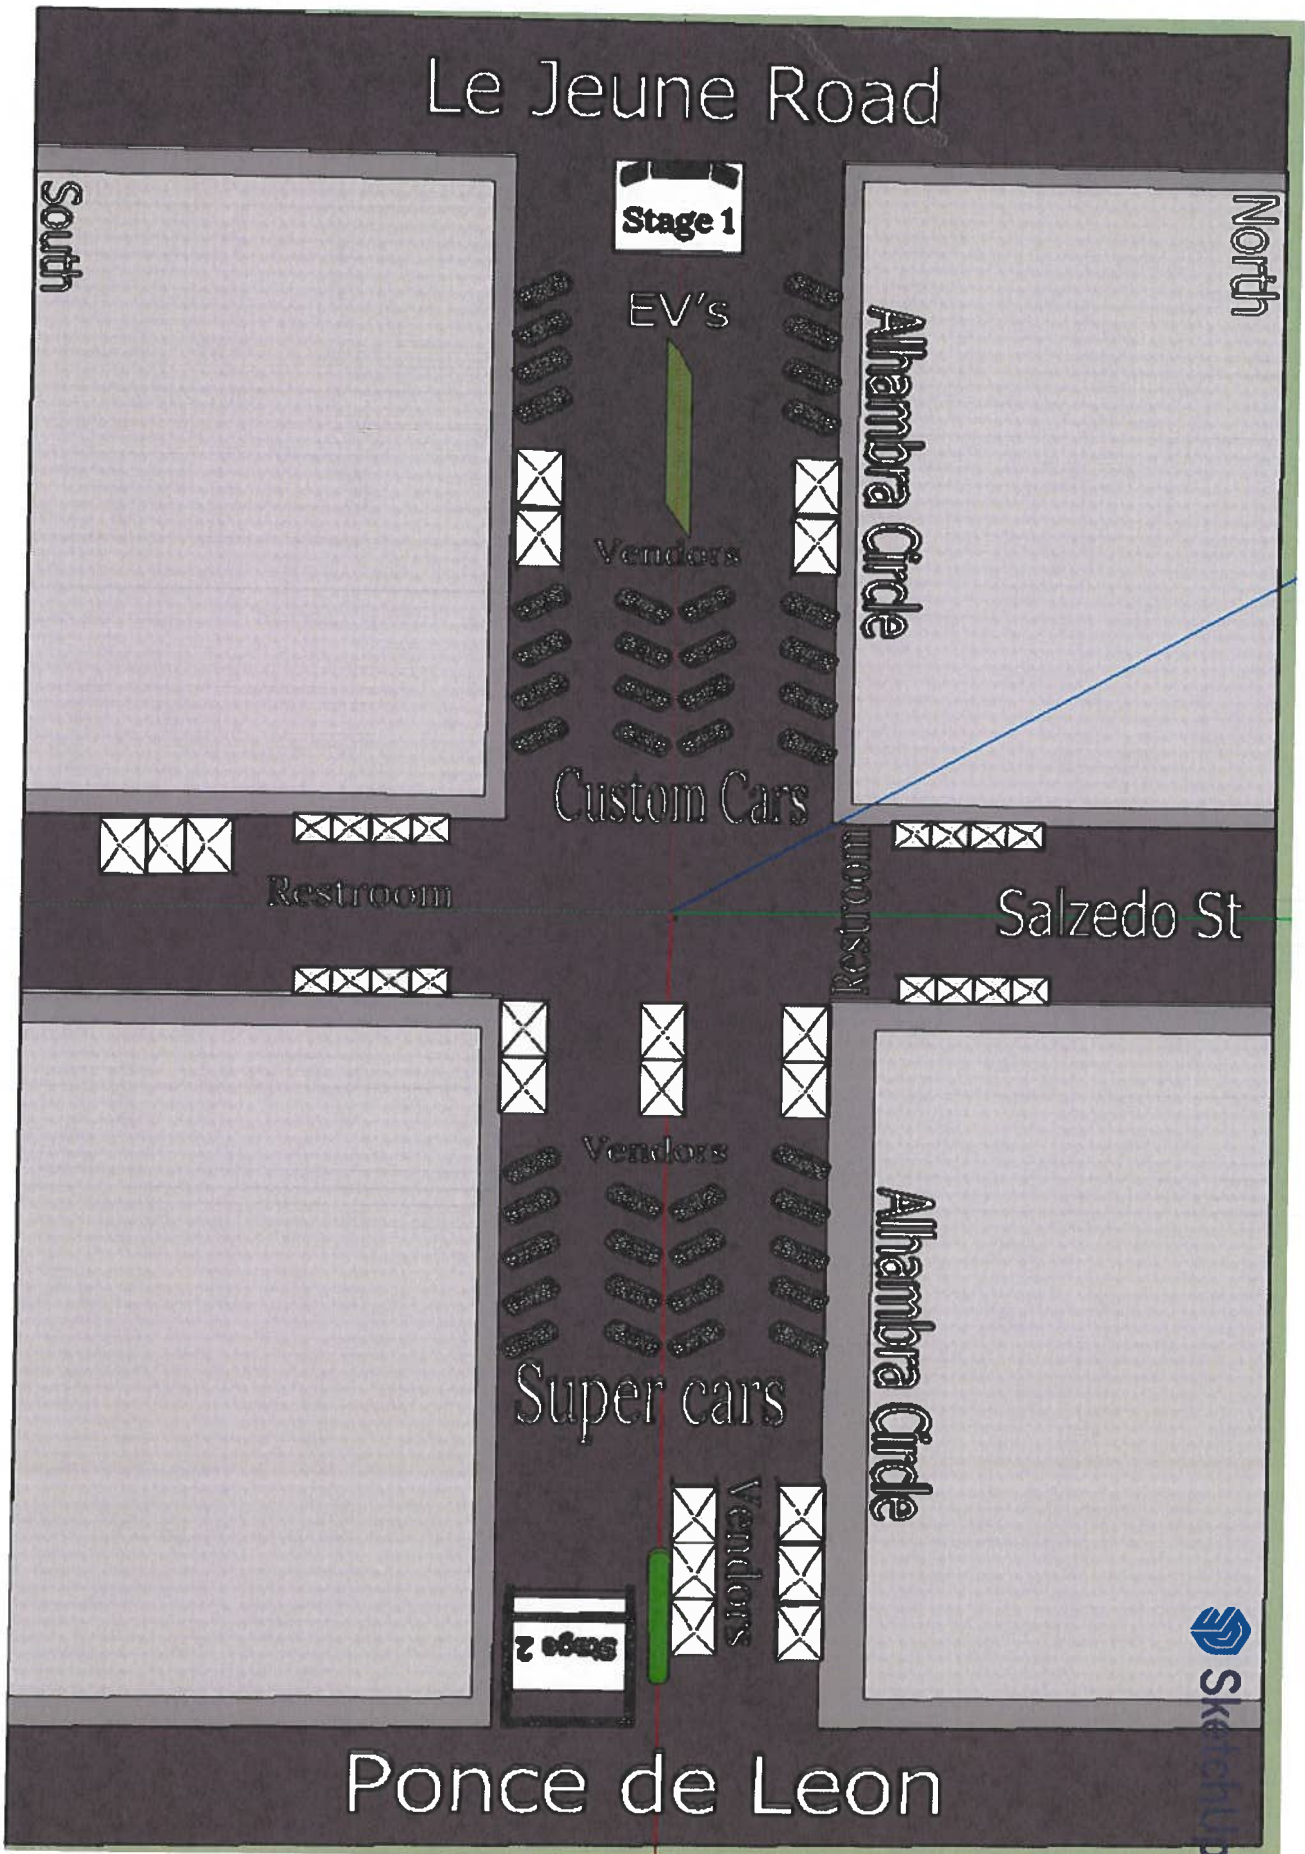 Le Jeune Road
South
Stage 1
North
EV's
Alhambra Circle
Vendors
Custom Cars
Restroom
Restroom
Salzedo St
Vendors
Alhambra Circle
Super cars
Vendors
Stage 2
SketchUp
Ponce de Leon